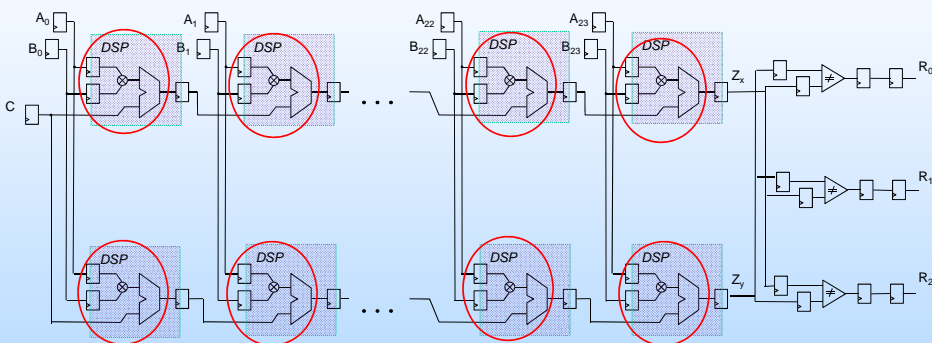 A0 A1 A22 A23
B0 DSP B1 DSP B22 DSP B23 DSP Zx ≠ R0
C
• • •
≠ R1
DSP DSP DSP DSP Zy ≠ R2
• • •